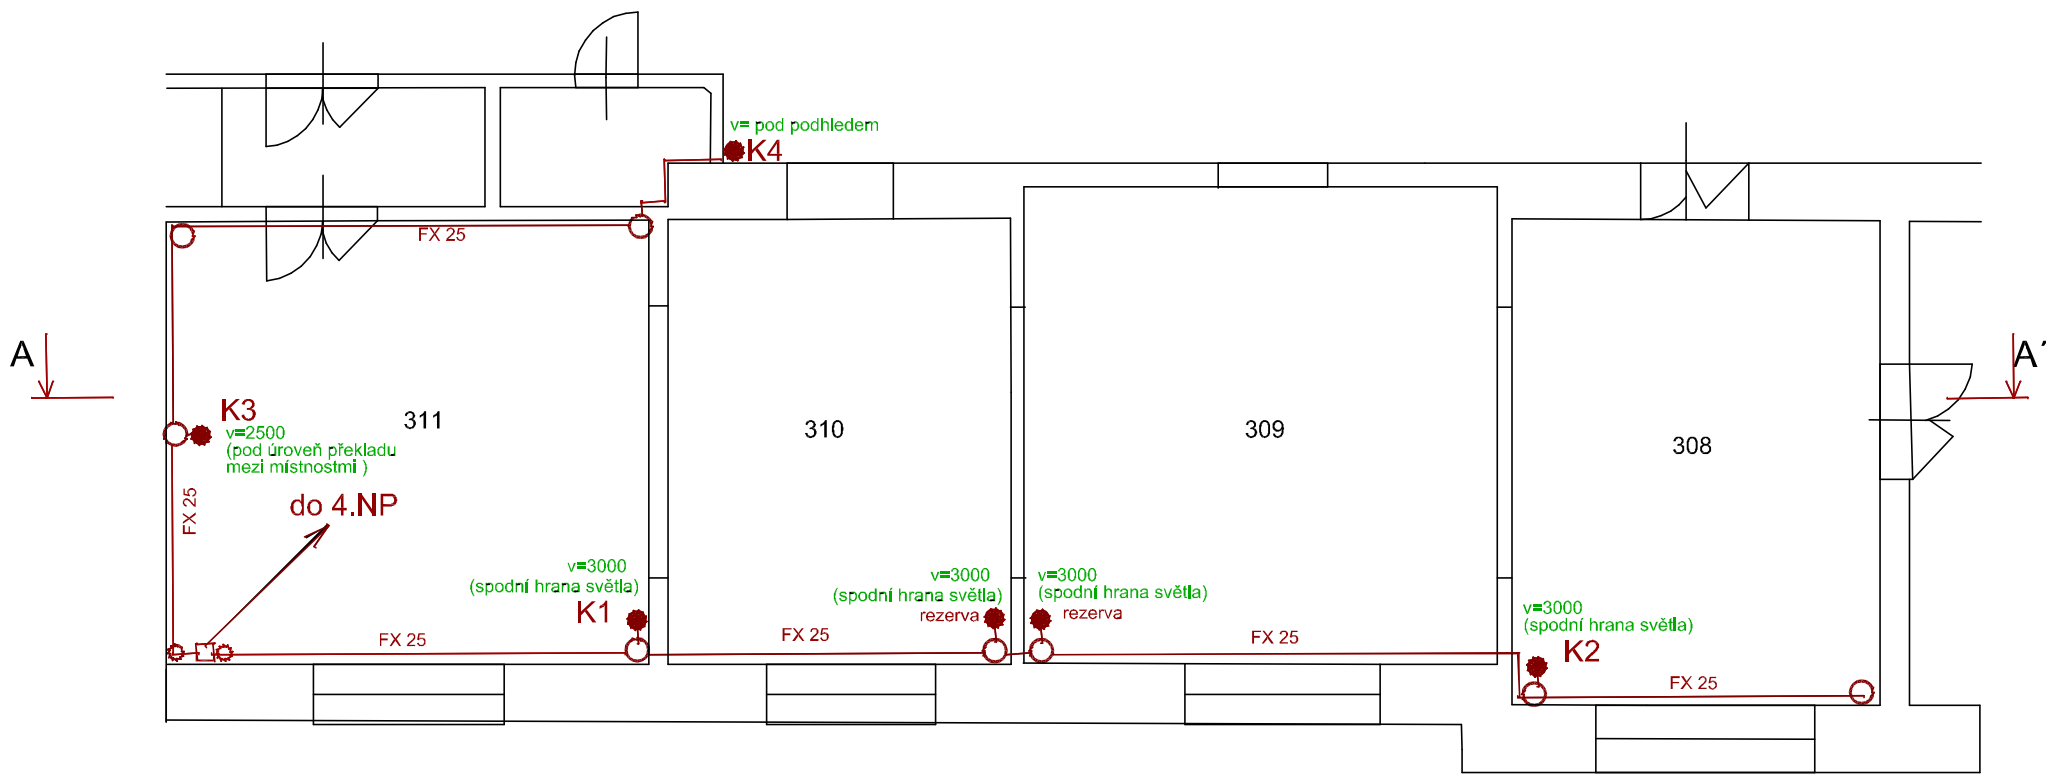 v= pod podhledem
K4
FX 25
A
A´
K3
v=2500
(pod úroveň překladu
mezi místnostmi )
311
310
309
308
FX 25
do 4.NP
v=3000
(spodní hrana světla)
K1
FX 25
v=3000
(spodní hrana světla)
rezerva
FX 25
v=3000
(spodní hrana světla)
rezerva
FX 25
v=3000
(spodní hrana světla)
K2
FX 25